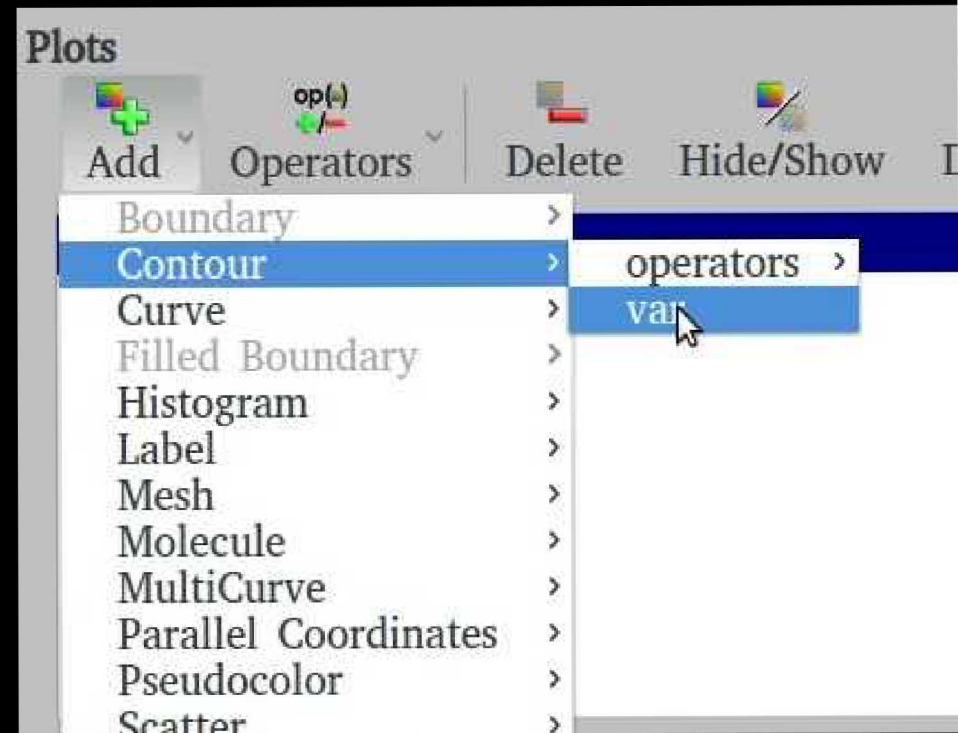 Plots
op(-)
+/-
Add Operators Delete Hide/Show
Boundary
Contour
operators
Curve
var
Filled Boundary
Histogram
Label
Mesh
Molecule
MultiCurve
Parallel Coordinates
Pseudocolor
Scatter